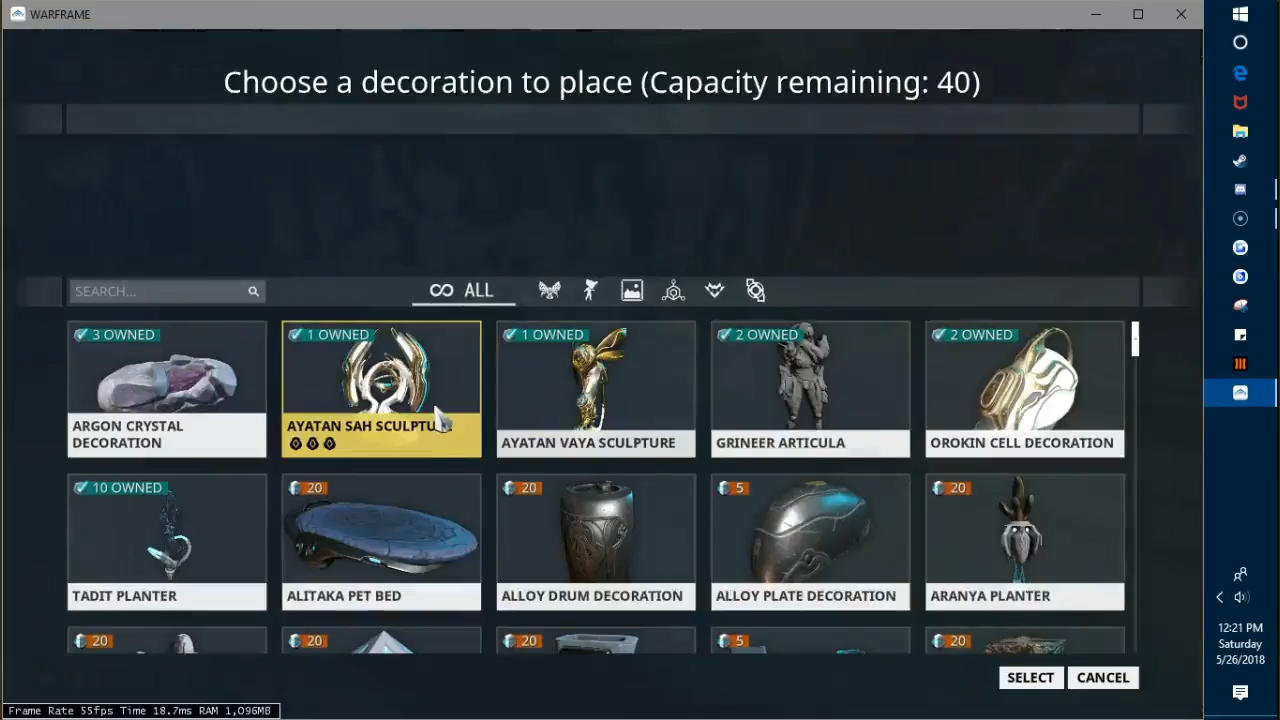 WARFRAME
Choose a decoration to place (Capacity remaining: 40)
SEARCH...
ALL
3 OWNED
1 OWNED
1 OWNED
2 OWNED
2 OWNED
ARGON CRYSTAL DECORATION
AYATAN SAH SCULPTU
AYATAN VAYA SCULPTURE
GRINEER ARTICULA
OROKIN CELL DECORATION
10 OWNED
20
20
5
20
TADIT PLANTER
ALITAKA PET BED
ALLOY DRUM DECORATION
ALLOY PLATE DECORATION
ARANYA PLANTER
20
20
20
5
20
SELECT
CANCEL
12:21 PM
Saturday
5/26/2018
Frame Rate 55fps Time 18.7ms RAM 1,096MB